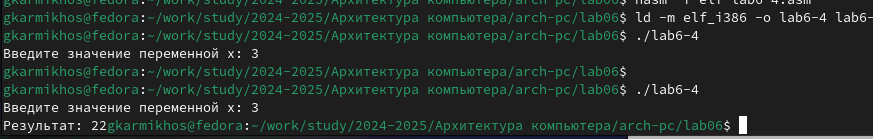 gkarmikhos@fedora:~/work/study/2024-2025/Архитектура компьютера/arch-pc/lab06$ nasm -f elf lab6-4.asm
gkarmikhos@fedora:~/work/study/2024-2025/Архитектура компьютера/arch-pc/lab06$ ld -m elf_i386 -o lab6-4 lab6-
gkarmikhos@fedora:~/work/study/2024-2025/Архитектура компьютера/arch-pc/lab06$ ./lab6-4
Введите значение переменной x: 3
gkarmikhos@fedora:~/work/study/2024-2025/Архитектура компьютера/arch-pc/lab06$
gkarmikhos@fedora:~/work/study/2024-2025/Архитектура компьютера/arch-pc/lab06$ ./lab6-4
Введите значение переменной x: 3
Результат: 22gkarmikhos@fedora:~/work/study/2024-2025/Архитектура компьютера/arch-pc/lab06$